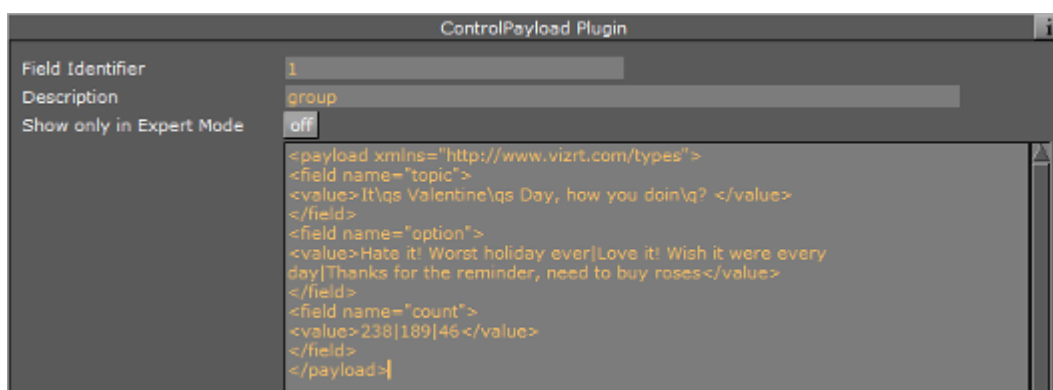 ControlPayload Plugin
i
Field Identifier 1
Description group
Show only in Expert Mode off
<payload xmlns="http://www.vizrt.com/types">
<field name="topic">
<value>It\qs Valentine\qs Day, how you doin\q? </value>
</field>
<field name="option">
<value>Hate it! Worst holiday ever|Love it! Wish it were every
day|Thanks for the reminder, need to buy roses</value>
</field>
<field name="count">
<value>238|189|46</value>
</field>
</payload>